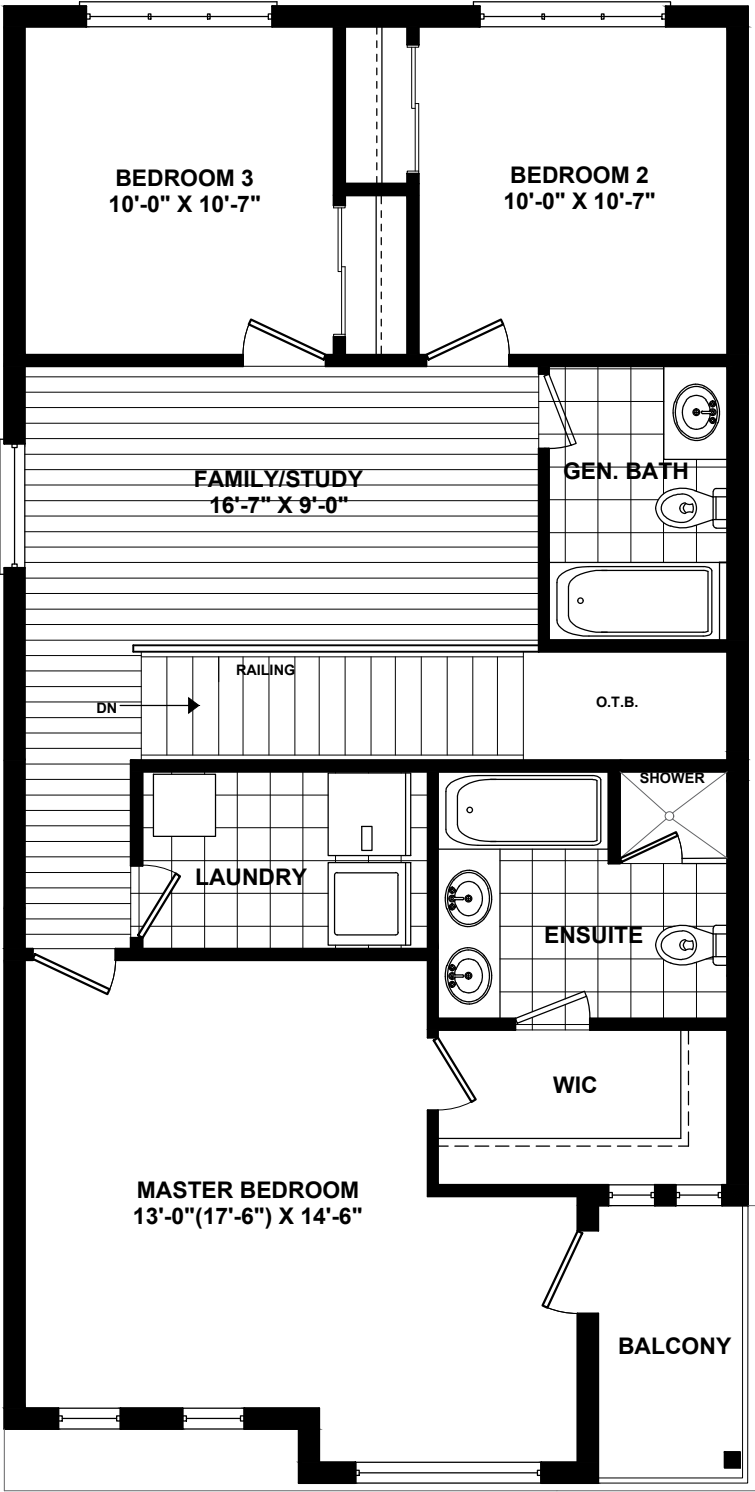 BEDROOM 3
10'-0" X 10'-7"
BEDROOM 2
10'-0" X 10'-7"
FAMILY/STUDY
16'-7" X 9'-0"
GEN. BATH
RAILING
DN
O.T.B.
SHOWER
LAUNDRY
ENSUITE
WIC
MASTER BEDROOM
13'-0"(17'-6") X 14'-6"
BALCONY